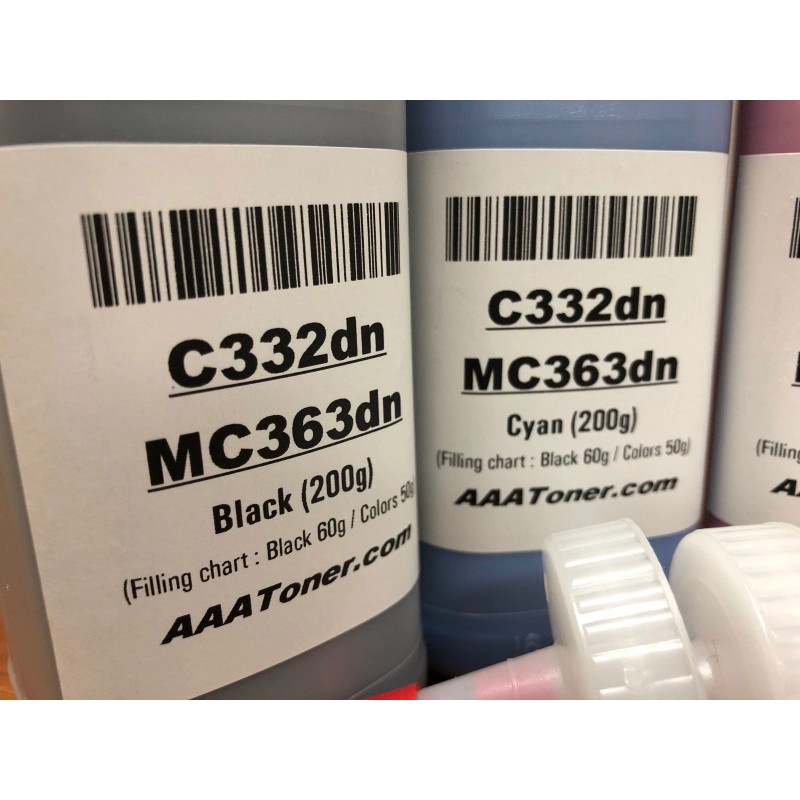 C332dn
MC363dn
Black (200g)
(Filling chart : Black 60g / Colors 50g
AAAToner.com
C332dn
MC363dn
Cyan (200g)
(Filling chart : Black 60g / Colors 50g)
AAAToner.com